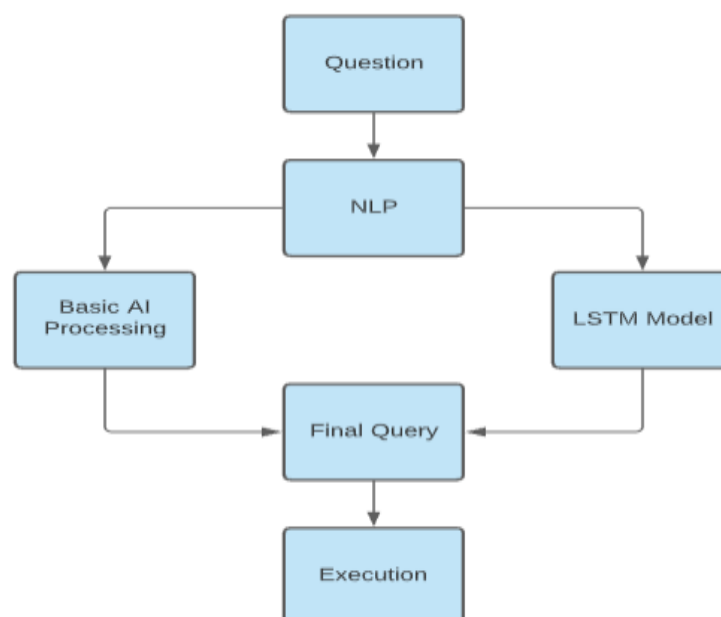 Question
NLP
Basic AI
Processing
LSTM Model
Final Query
Execution